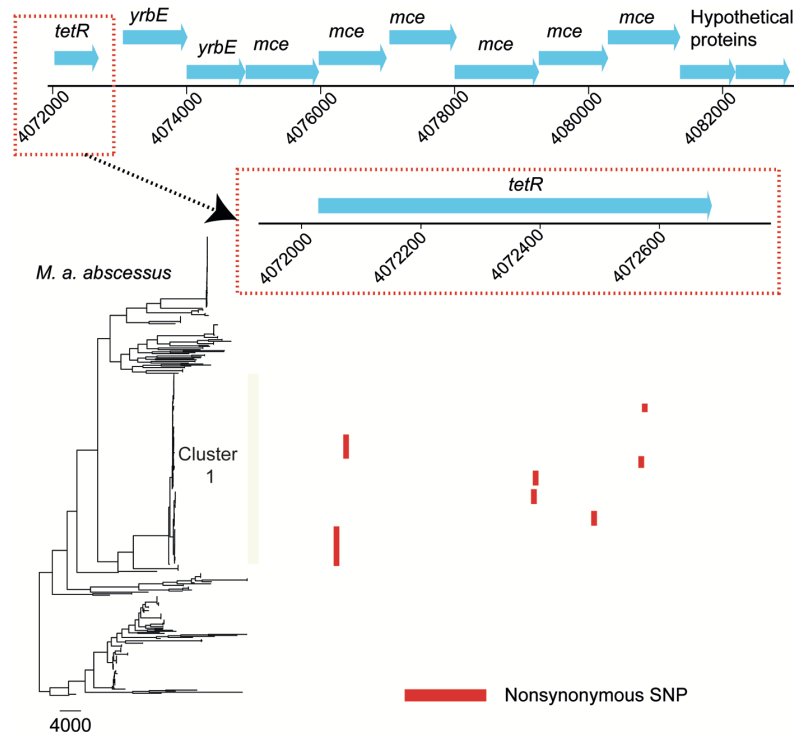 tetR
yrbE
yrbE
mce
mce
mce
mce
mce
mce
Hypothetical
proteins
4072000
4074000
4076000
4078000
4080000
4082000
tetR
4072000
4072200
4072400
4072600
M. a. abscessus
Cluster
1
Nonsynonymous SNP
4000